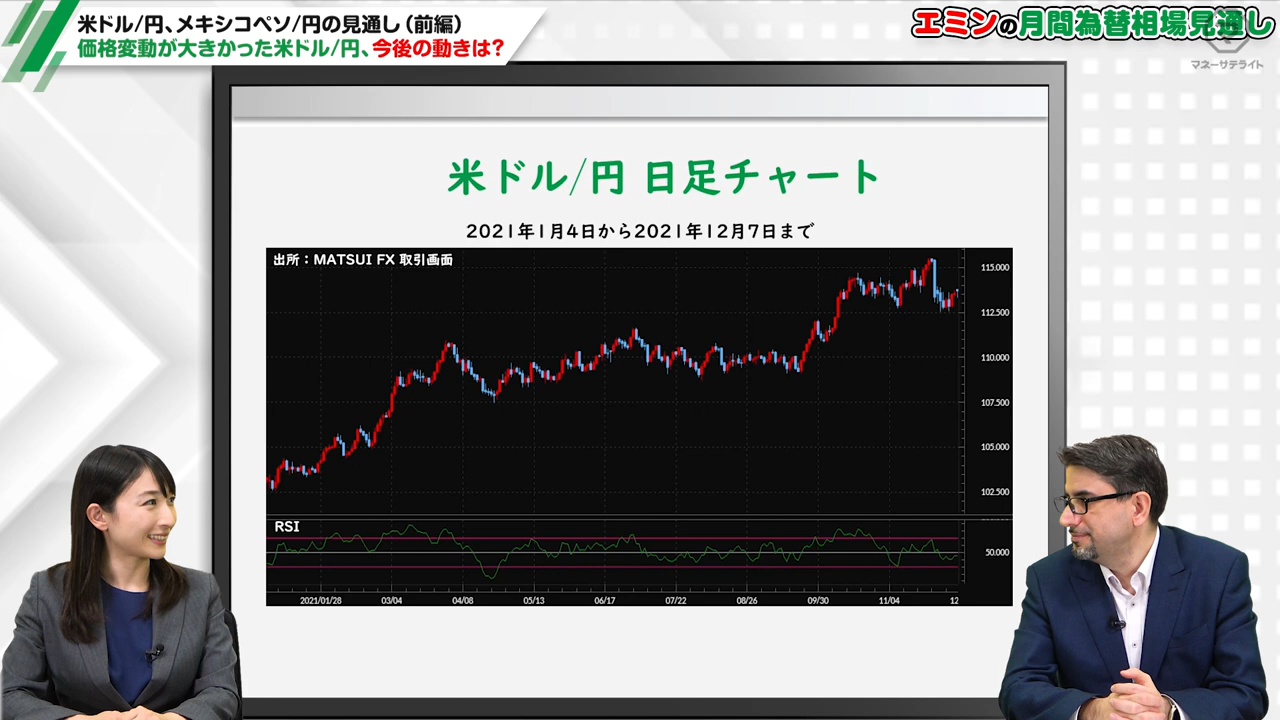 米ドル/円、メキシコペソ/円の見通し(前編)
価格変動が大きかった米ドル/円、今後の動きは?
エミンの月間為替相場見通し
マネーサテライト
米ドル/円 日足チャート
2021年1月4日から2021年12月7日まで
出所:MATSUI FX 取引画面
115.000
112.500
110.000
107.500
105.000
102.500
RSI
50.000
2021/01/28 03/04 04/08 05/13 06/17 07/22 08/26 09/30 11/04 12